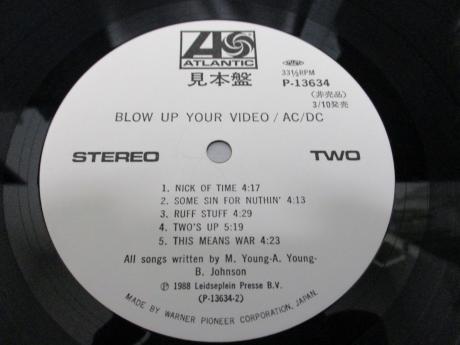 ATLANTIC
見本盤
33⅓RPM
P-13634
(非売品)
3/10発売
BLOW UP YOUR VIDEO / AC/DC
STEREO
TWO
1. NICK OF TIME 4:17
2. SOME SIN FOR NUTHIN' 4:13
3. RUFF STUFF 4:29
4. TWO'S UP 5:19
5. THIS MEANS WAR 4:23
All songs written by M. Young-A. Young-
B. Johnson
Ⓟ 1988 Leidseplein Presse B.V.
(P-13634-2)
MADE BY WARNER PIONEER CORPORATION, JAPAN.